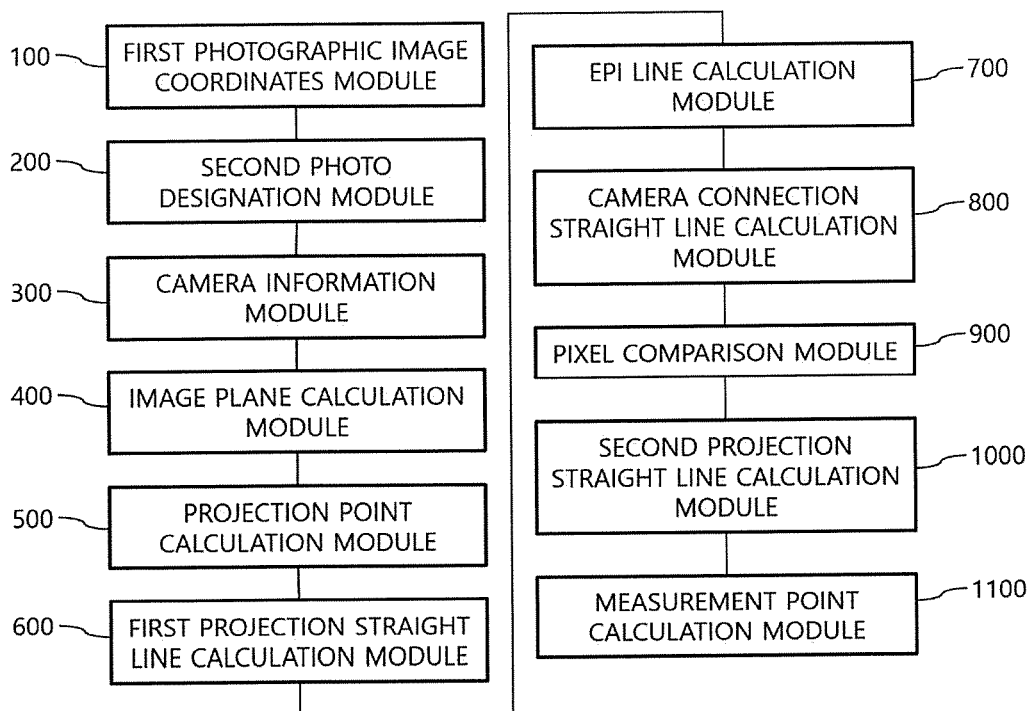 100
FIRST PHOTOGRAPHIC IMAGE
COORDINATES MODULE
200
SECOND PHOTO
DESIGNATION MODULE
300
CAMERA INFORMATION
MODULE
400
IMAGE PLANE CALCULATION
MODULE
500
PROJECTION POINT
CALCULATION MODULE
600
FIRST PROJECTION STRAIGHT
LINE CALCULATION MODULE
EPI LINE CALCULATION
MODULE
700
CAMERA CONNECTION
STRAIGHT LINE CALCULATION
MODULE
800
PIXEL COMPARISON MODULE
900
SECOND PROJECTION
STRAIGHT LINE CALCULATION
MODULE
1000
MEASUREMENT POINT
CALCULATION MODULE
1100